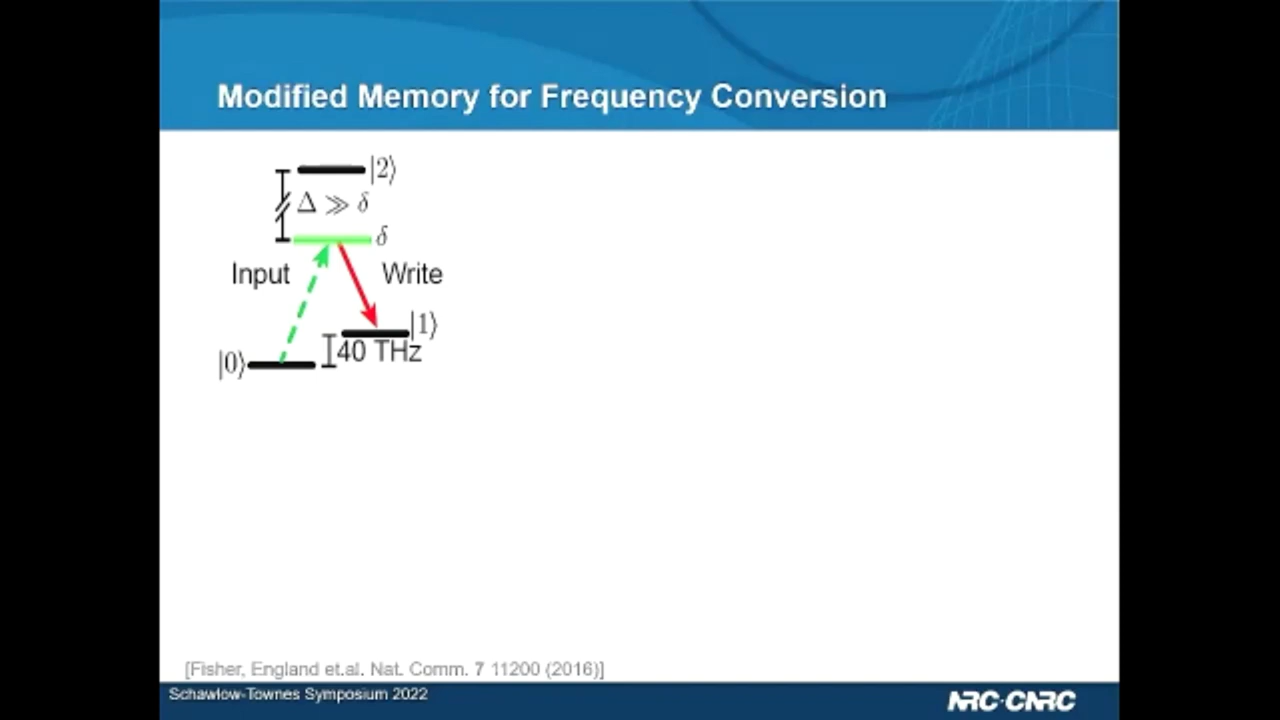 Modified Memory for Frequency Conversion
|2⟩
Δ ≫ δ
δ
Input
Write
|1⟩
40 THz
|0⟩
[Fisher, England et.al. Nat. Comm. 7 11200 (2016)]
Schawlow-Townes Symposium 2022
NRC·CNRC